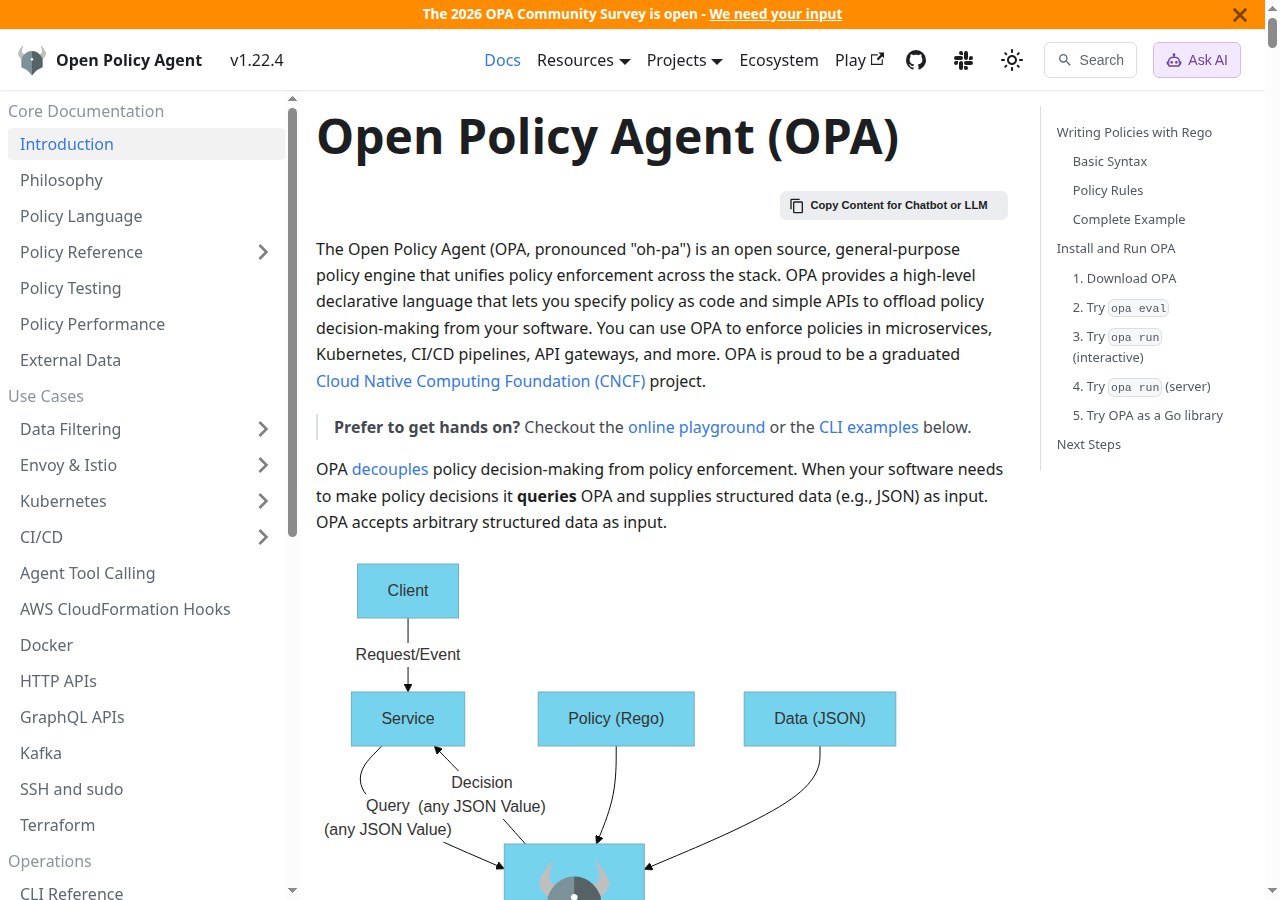 The 2026 OPA Community Survey is open - We need your input
Open Policy Agent
v1.22.4
Docs
Resources
Projects
Ecosystem
Play
Search
Ask AI
Core Documentation
Introduction
Philosophy
Policy Language
Policy Reference
Policy Testing
Policy Performance
External Data
Use Cases
Data Filtering
Envoy & Istio
Kubernetes
CI/CD
Agent Tool Calling
AWS CloudFormation Hooks
Docker
HTTP APIs
GraphQL APIs
Kafka
SSH and sudo
Terraform
Operations
CLI Reference
Open Policy Agent (OPA)
Copy Content for Chatbot or LLM
The Open Policy Agent (OPA, pronounced "oh-pa") is an open source, general-purpose
policy engine that unifies policy enforcement across the stack. OPA provides a high-level
declarative language that lets you specify policy as code and simple APIs to offload policy
decision-making from your software. You can use OPA to enforce policies in microservices,
Kubernetes, CI/CD pipelines, API gateways, and more. OPA is proud to be a graduated
Cloud Native Computing Foundation (CNCF) project.
Prefer to get hands on? Checkout the online playground or the CLI examples below.
OPA decouples policy decision-making from policy enforcement. When your software needs
to make policy decisions it queries OPA and supplies structured data (e.g., JSON) as input.
OPA accepts arbitrary structured data as input.
Client
Request/Event
Service
Policy (Rego)
Data (JSON)
Decision
(any JSON Value)
Query
(any JSON Value)
Writing Policies with Rego
Basic Syntax
Policy Rules
Complete Example
Install and Run OPA
1. Download OPA
2. Try opa eval
3. Try opa run
(interactive)
4. Try opa run (server)
5. Try OPA as a Go library
Next Steps